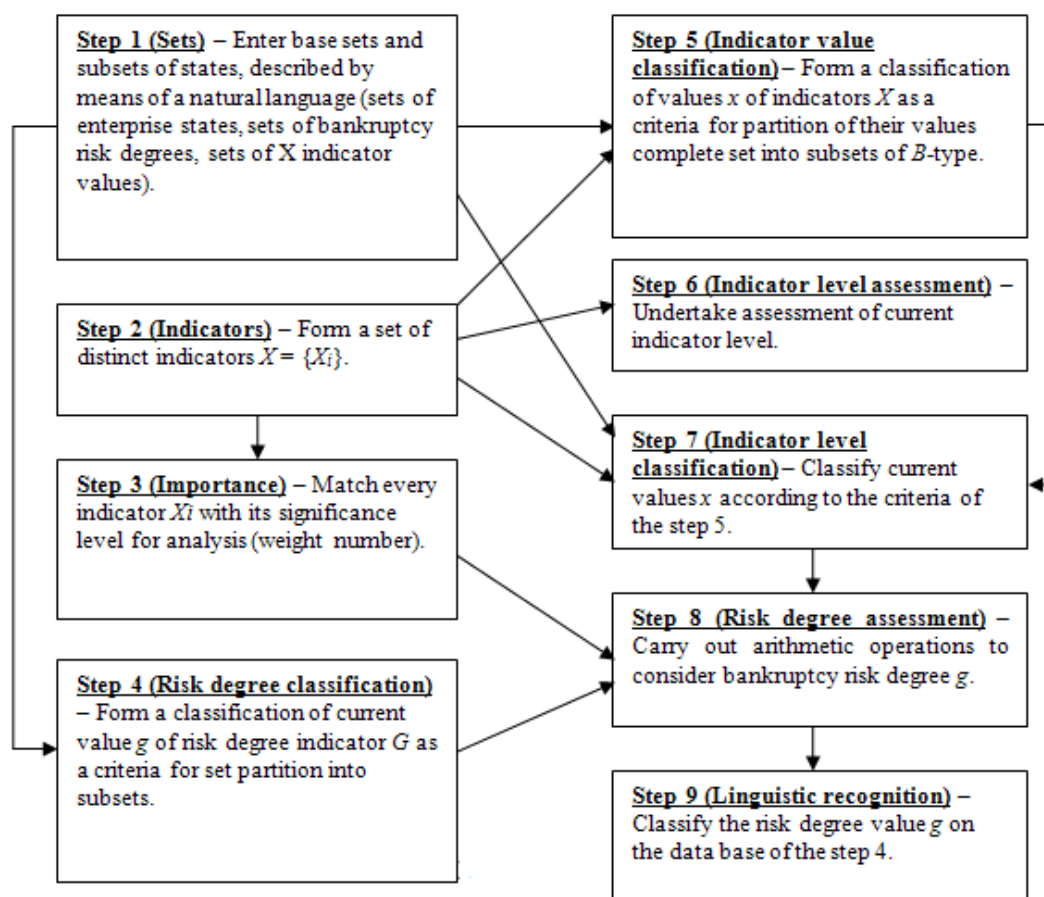 Step 1 (Sets) – Enter base sets and
subsets of states, described by
means of a natural language (sets of
enterprise states, sets of bankruptcy
risk degrees, sets of X indicator
values).
Step 2 (Indicators) – Form a set of
distinct indicators X = {Xi}.
Step 3 (Importance) – Match every
indicator Xi with its significance
level for analysis (weight number).
Step 4 (Risk degree classification)
– Form a classification of current
value g of risk degree indicator G as
a criteria for set partition into
subsets.
Step 5 (Indicator value
classification) – Form a classification
of values x of indicators X as a
criteria for partition of their values
complete set into subsets of B-type.
Step 6 (Indicator level assessment) –
Undertake assessment of current
indicator level.
Step 7 (Indicator level
classification) – Classify current
values x according to the criteria of
the step 5.
Step 8 (Risk degree assessment) –
Carry out arithmetic operations to
consider bankruptcy risk degree g.
Step 9 (Linguistic recognition) –
Classify the risk degree value g on
the data base of the step 4.